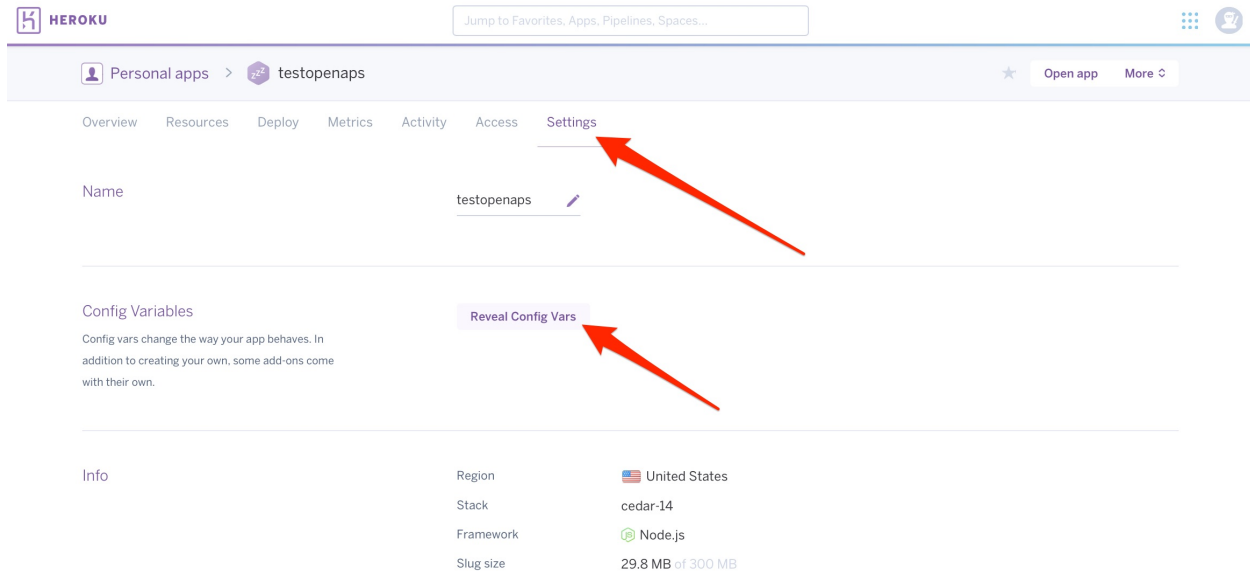 HEROKU
Jump to Favorites, Apps, Pipelines, Spaces...
Personal apps > testopenaps
Open app More
Overview Resources Deploy Metrics Activity Access Settings
Name
testopenaps
Config Variables
Reveal Config Vars
Config vars change the way your app behaves. In
addition to creating your own, some add-ons come
with their own.
Info
Region United States
Stack cedar-14
Framework Node.js
Slug size 29.8 MB of 300 MB